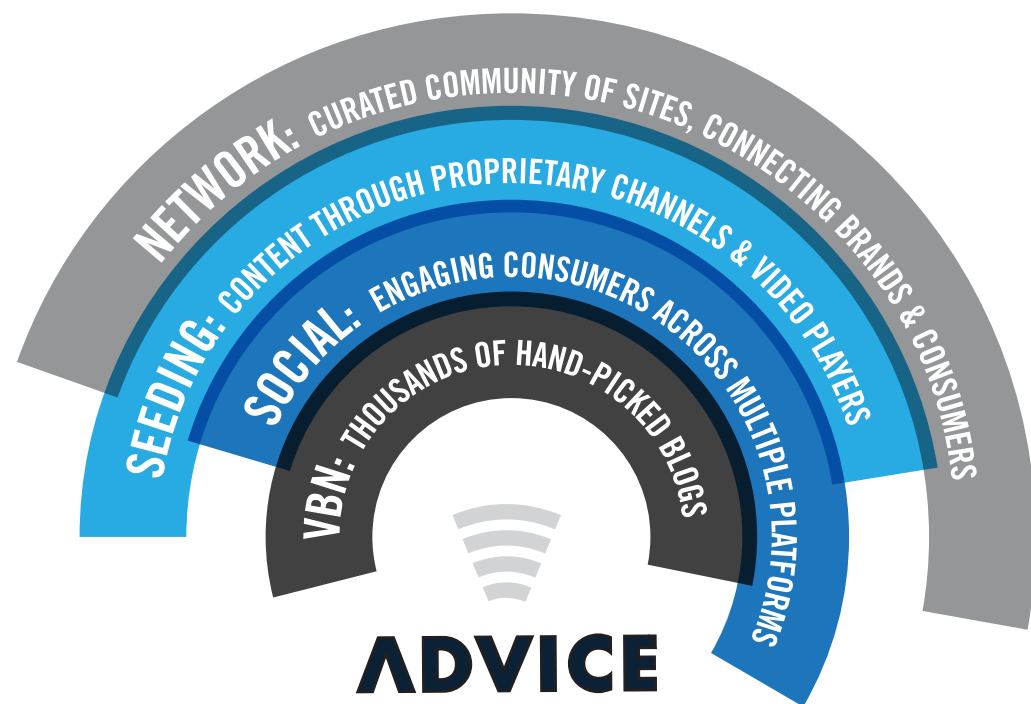 NETWORK: CURATED COMMUNITY OF SITES, CONNECTING BRANDS & CONSUMERS
SEEDING: CONTENT THROUGH PROPRIETARY CHANNELS & VIDEO PLAYERS
SOCIAL: ENGAGING CONSUMERS ACROSS MULTIPLE PLATFORMS
VBN: THOUSANDS OF HAND-PICKED BLOGS
ADVICE